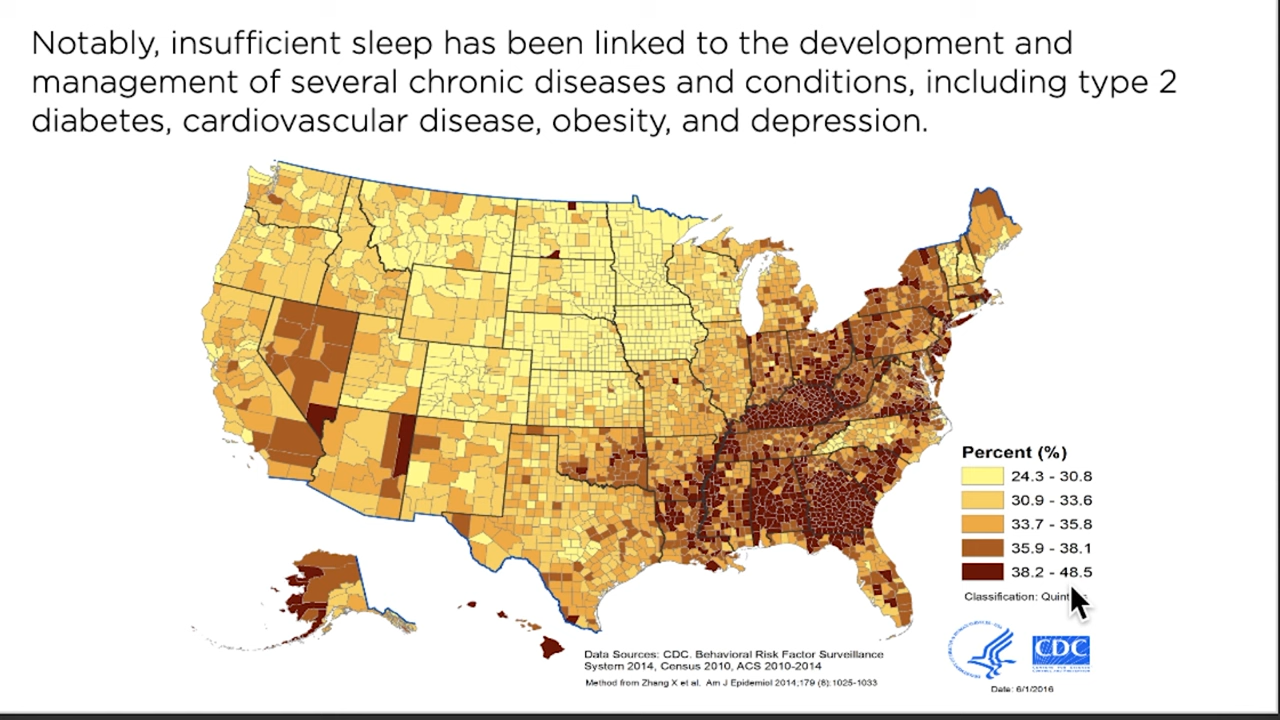 Notably, insufficient sleep has been linked to the development and
management of several chronic diseases and conditions, including type 2
diabetes, cardiovascular disease, obesity, and depression.
Percent (%)
24.3 - 30.8
30.9 - 33.6
33.7 - 35.8
35.9 - 38.1
38.2 - 48.5
Classification:
CDC
Data Sources: CDC. Behavioral Risk Factor Surveillance
System 2014, Census 2010, ACS 2010-2014
Method from Zhang X et al. Am J Epidemiol 2014;179 (8):1025-1033
Date: 6/1/2016